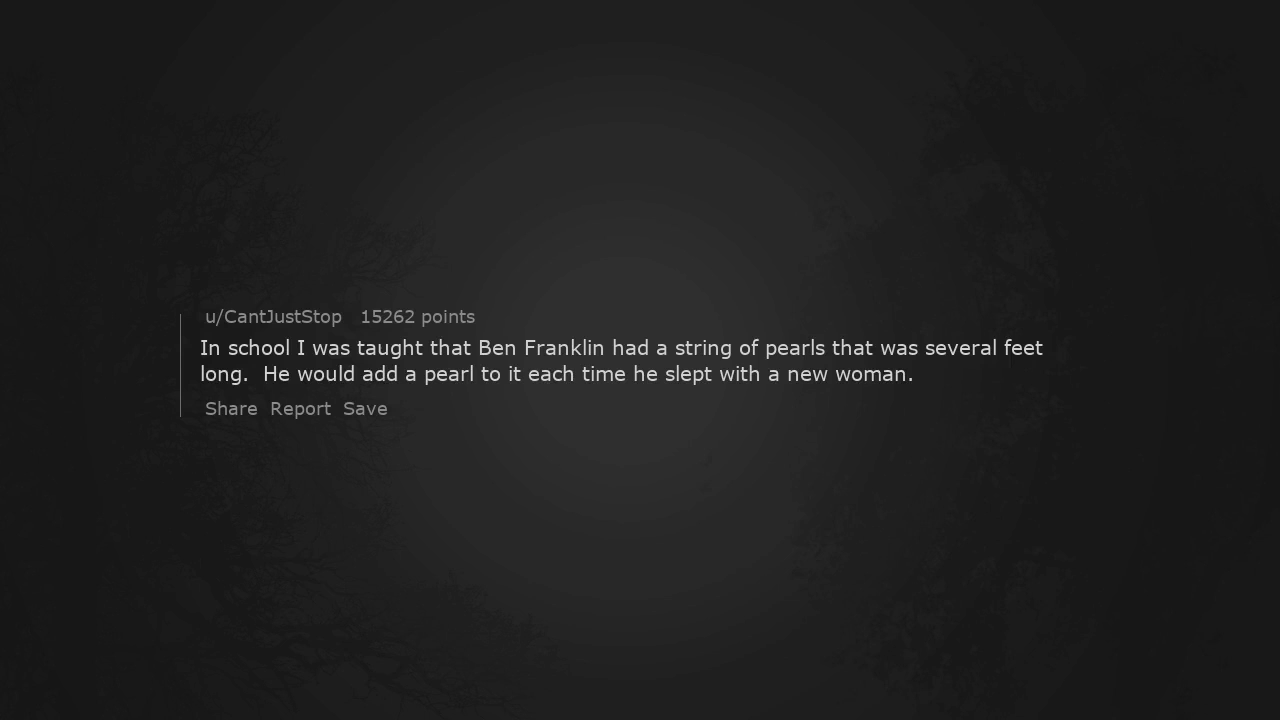 u/CantJustStop 15262 points
In school I was taught that Ben Franklin had a string of pearls that was several feet
long.  He would add a pearl to it each time he slept with a new woman.
Share Report Save